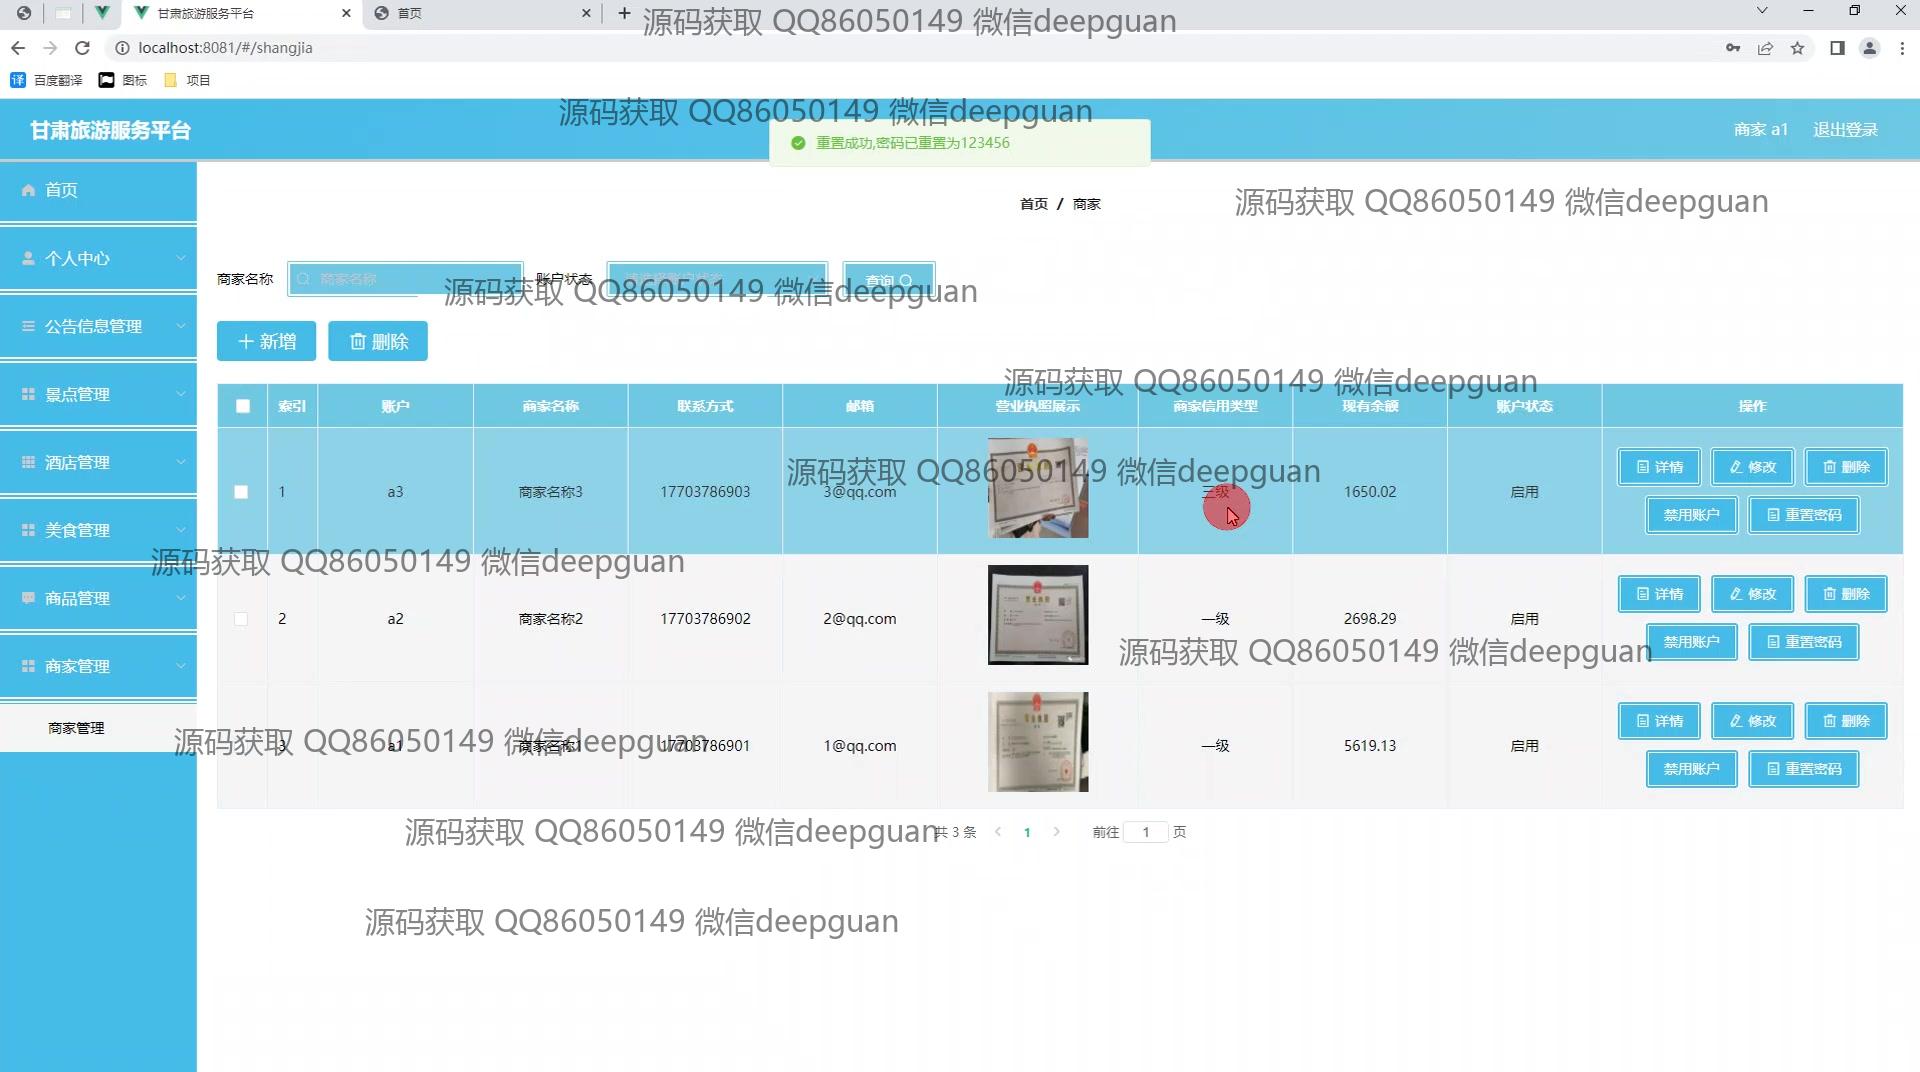 甘肃旅游服务平台
首页
源码获取 QQ86050149 微信deepguan
localhost:8081/#/shangjia
百度翻译
图标
项目
源码获取 QQ86050149 微信deepguan
甘肃旅游服务平台
重置成功,密码已重置为123456
商家 a1
退出登录
首页
个人中心
公告信息管理
景点管理
酒店管理
美食管理
商品管理
商家管理
商家管理
首页 / 商家
源码获取 QQ86050149 微信deepguan
商家名称
商家名称
账户状态
请选择账户状态
查询
源码获取 QQ86050149 微信deepguan
新增
删除
源码获取 QQ86050149 微信deepguan
索引 账户 商家名称 联系方式 邮箱 营业执照展示 商家信用类型 现有余额 账户状态 操作
源码获取 QQ86050149 微信deepguan
1 a3 商家名称3 17703786903 3@qq.com 三级 1650.02 启用
详情 修改 删除
禁用账户 重置密码
源码获取 QQ86050149 微信deepguan
2 a2 商家名称2 17703786902 2@qq.com 一级 2698.29 启用
详情 修改 删除
禁用账户 重置密码
源码获取 QQ86050149 微信deepguan
3 a1 商家名称1 17703786901 1@qq.com 一级 5619.13 启用
详情 修改 删除
禁用账户 重置密码
源码获取 QQ86050149 微信deepguan
共 3 条 1 前往 1 页
源码获取 QQ86050149 微信deepguan
源码获取 QQ86050149 微信deepguan